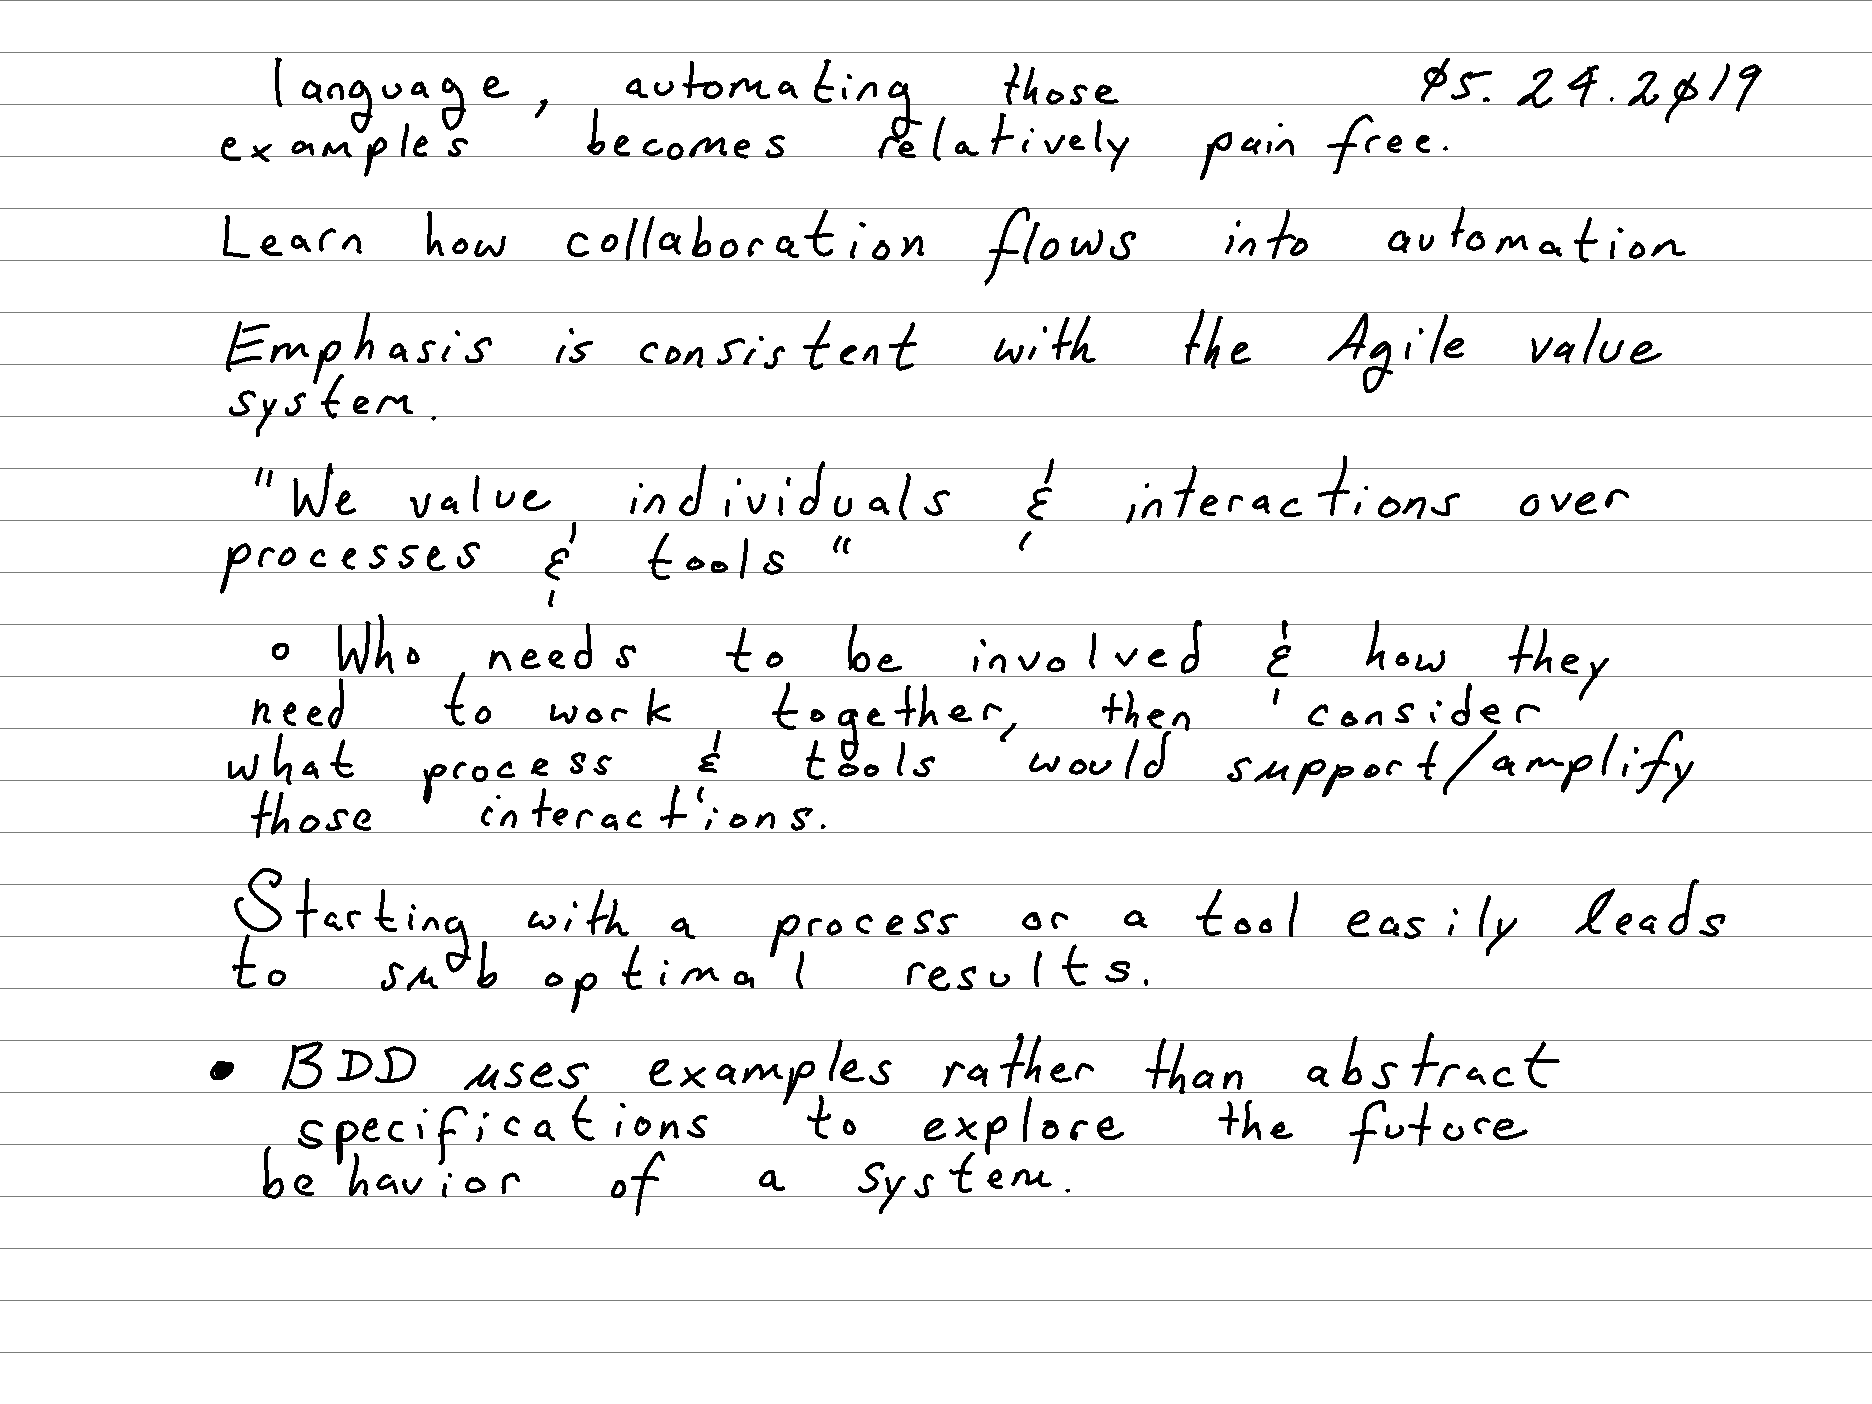 language, automating those 05.24.2019
examples becomes relatively pain free.
Learn how collaboration flows into automation
Emphasis is consistent with the Agile value
system.
"We value individuals & interactions over
processes & tools"
○ Who needs to be involved & how they
need to work together, then consider
what process & tools would support/amplify
those interactions.
Starting with a process or a tool easily leads
to sub optimal results.
• BDD uses examples rather than abstract
specifications to explore the future
behavior of a system.